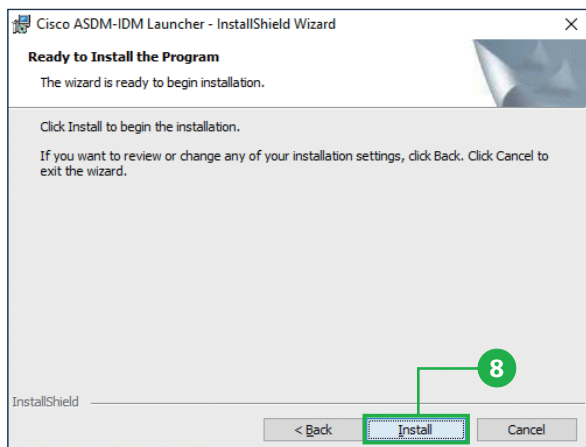 Cisco ASDM-IDM Launcher - InstallShield Wizard
Ready to Install the Program
The wizard is ready to begin installation.
Click Install to begin the installation.
If you want to review or change any of your installation settings, click Back. Click Cancel to
exit the wizard.
8
InstallShield
< Back Install Cancel